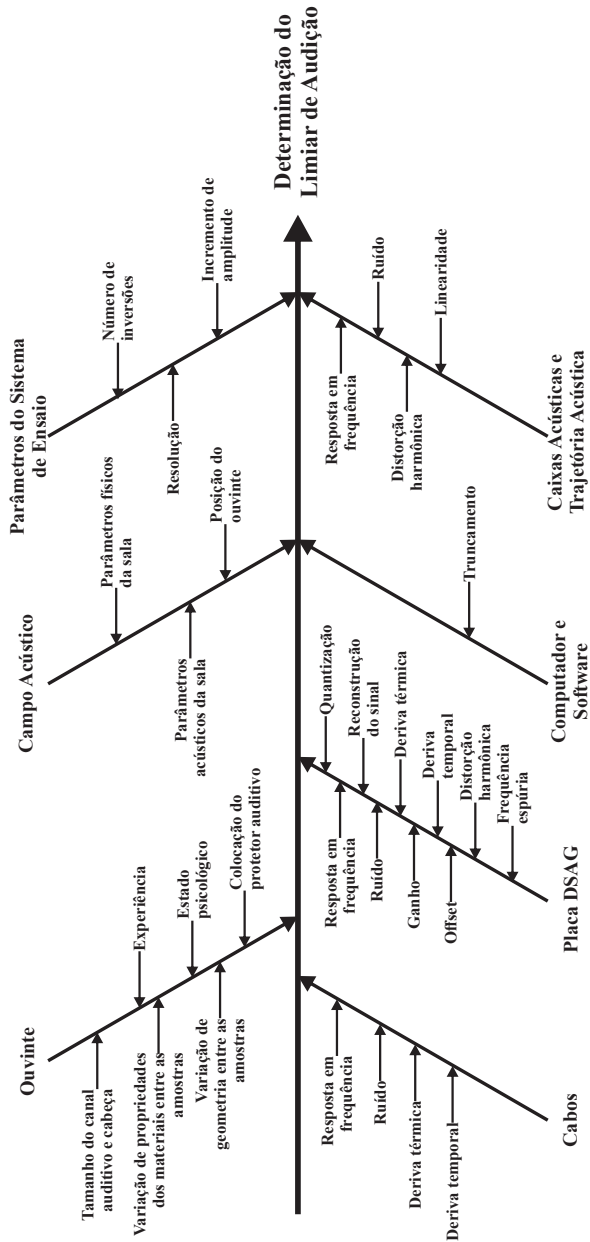 Ouvinte
Tamanho do canal
auditivo e cabeça
Experiência
Variação de propriedades
dos materiais entre as
amostras
Estado
psicológico
Variação de
geometria entre as
amostras
Colocação do
protetor auditivo
Campo Acústico
Parâmetros físicos
da sala
Parâmetros
acústicos da sala
Posição do
ouvinte
Parâmetros do Sistema
de Ensaio
Número de
inversões
Resolução
Incremento de
amplitude
Determinação do
Limiar de Audição
Resposta em
frequência
Ruído
Deriva térmica
Deriva temporal
Cabos
Quantização
Resposta em
frequência
Reconstrução
do sinal
Ruído
Deriva térmica
Ganho
Deriva
temporal
Offset
Distorção
harmônica
Frequência
espúria
Placa DSAG
Truncamento
Computador e
Software
Resposta em
frequência
Ruído
Distorção
harmônica
Linearidade
Caixas Acústicas e
Trajetória Acústica